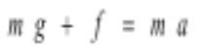 m g + f = m a